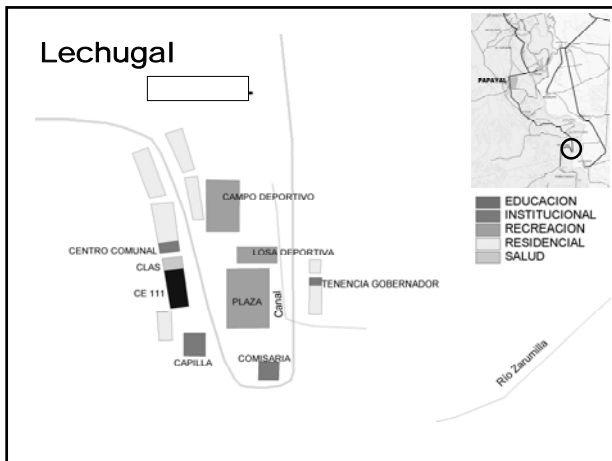 Lechugal
PAPAYAL
EDUCACION
INSTITUCIONAL
RECREACION
RESIDENCIAL
SALUD
CAMPO DEPORTIVO
CENTRO COMUNAL
LOSA DEPORTIVA
CLAS
TENENCIA GOBERNADOR
CE 111
PLAZA
Canal
CAPILLA
COMISARIA
Río Zarumilla